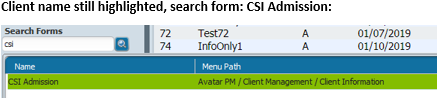 Client name still highlighted, search form: CSI Admission:
Search Forms
csi
72 Test72 A 01/07/2019
74 InfoOnly1 A 01/10/2019
Name Menu Path
CSI Admission Avatar PM / Client Management / Client Information